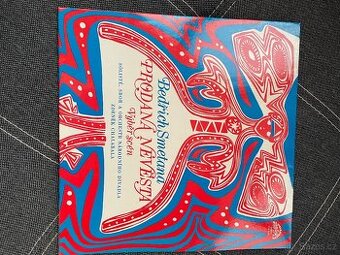 Bedřich Smetana
PRODANÁ NEVĚSTA
Výběr scén
SÓLISTÉ, SBOR A ORCHESTR NÁRODNÍHO DIVADLA
ZDENĚK CHALABALA